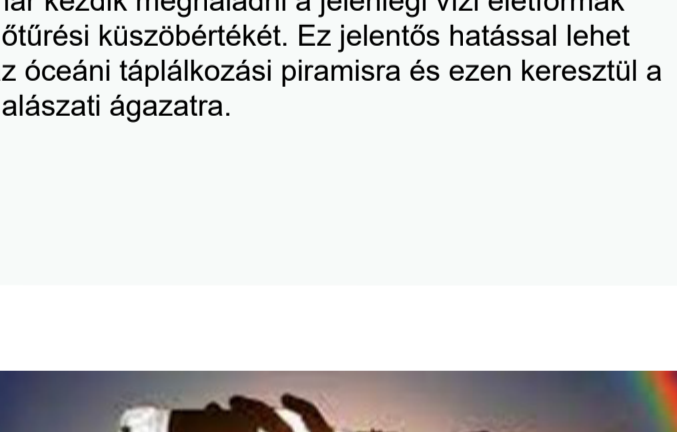 már kezdik meghaladni a jelenlegi vízi életformák
őtűrési küszöbértékét. Ez jelentős hatással lehet
z óceáni táplálkozási piramisra és ezen keresztül a
alászati ágazatra.